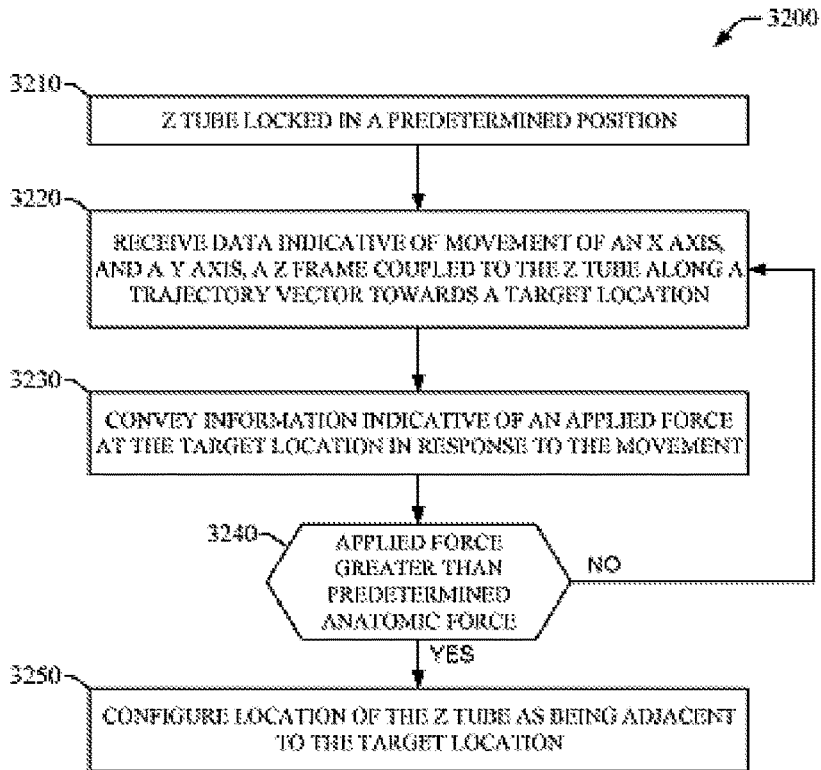 3200
3210
Z TUBE LOCKED IN A PREDETERMINED POSITION
3220
RECEIVE DATA INDICATIVE OF MOVEMENT OF AN X AXIS,
AND A Y AXIS, A Z FRAME COUPLED TO THE Z TUBE ALONG A
TRAJECTORY VECTOR TOWARDS A TARGET LOCATION
3230
CONVEY INFORMATION INDICATIVE OF AN APPLIED FORCE
AT THE TARGET LOCATION IN RESPONSE TO THE MOVEMENT
3240
APPLIED FORCE
GREATER THAN
PREDETERMINED
ANATOMIC FORCE
NO
YES
3250
CONFIGURE LOCATION OF THE Z TUBE AS BEING ADJACENT
TO THE TARGET LOCATION